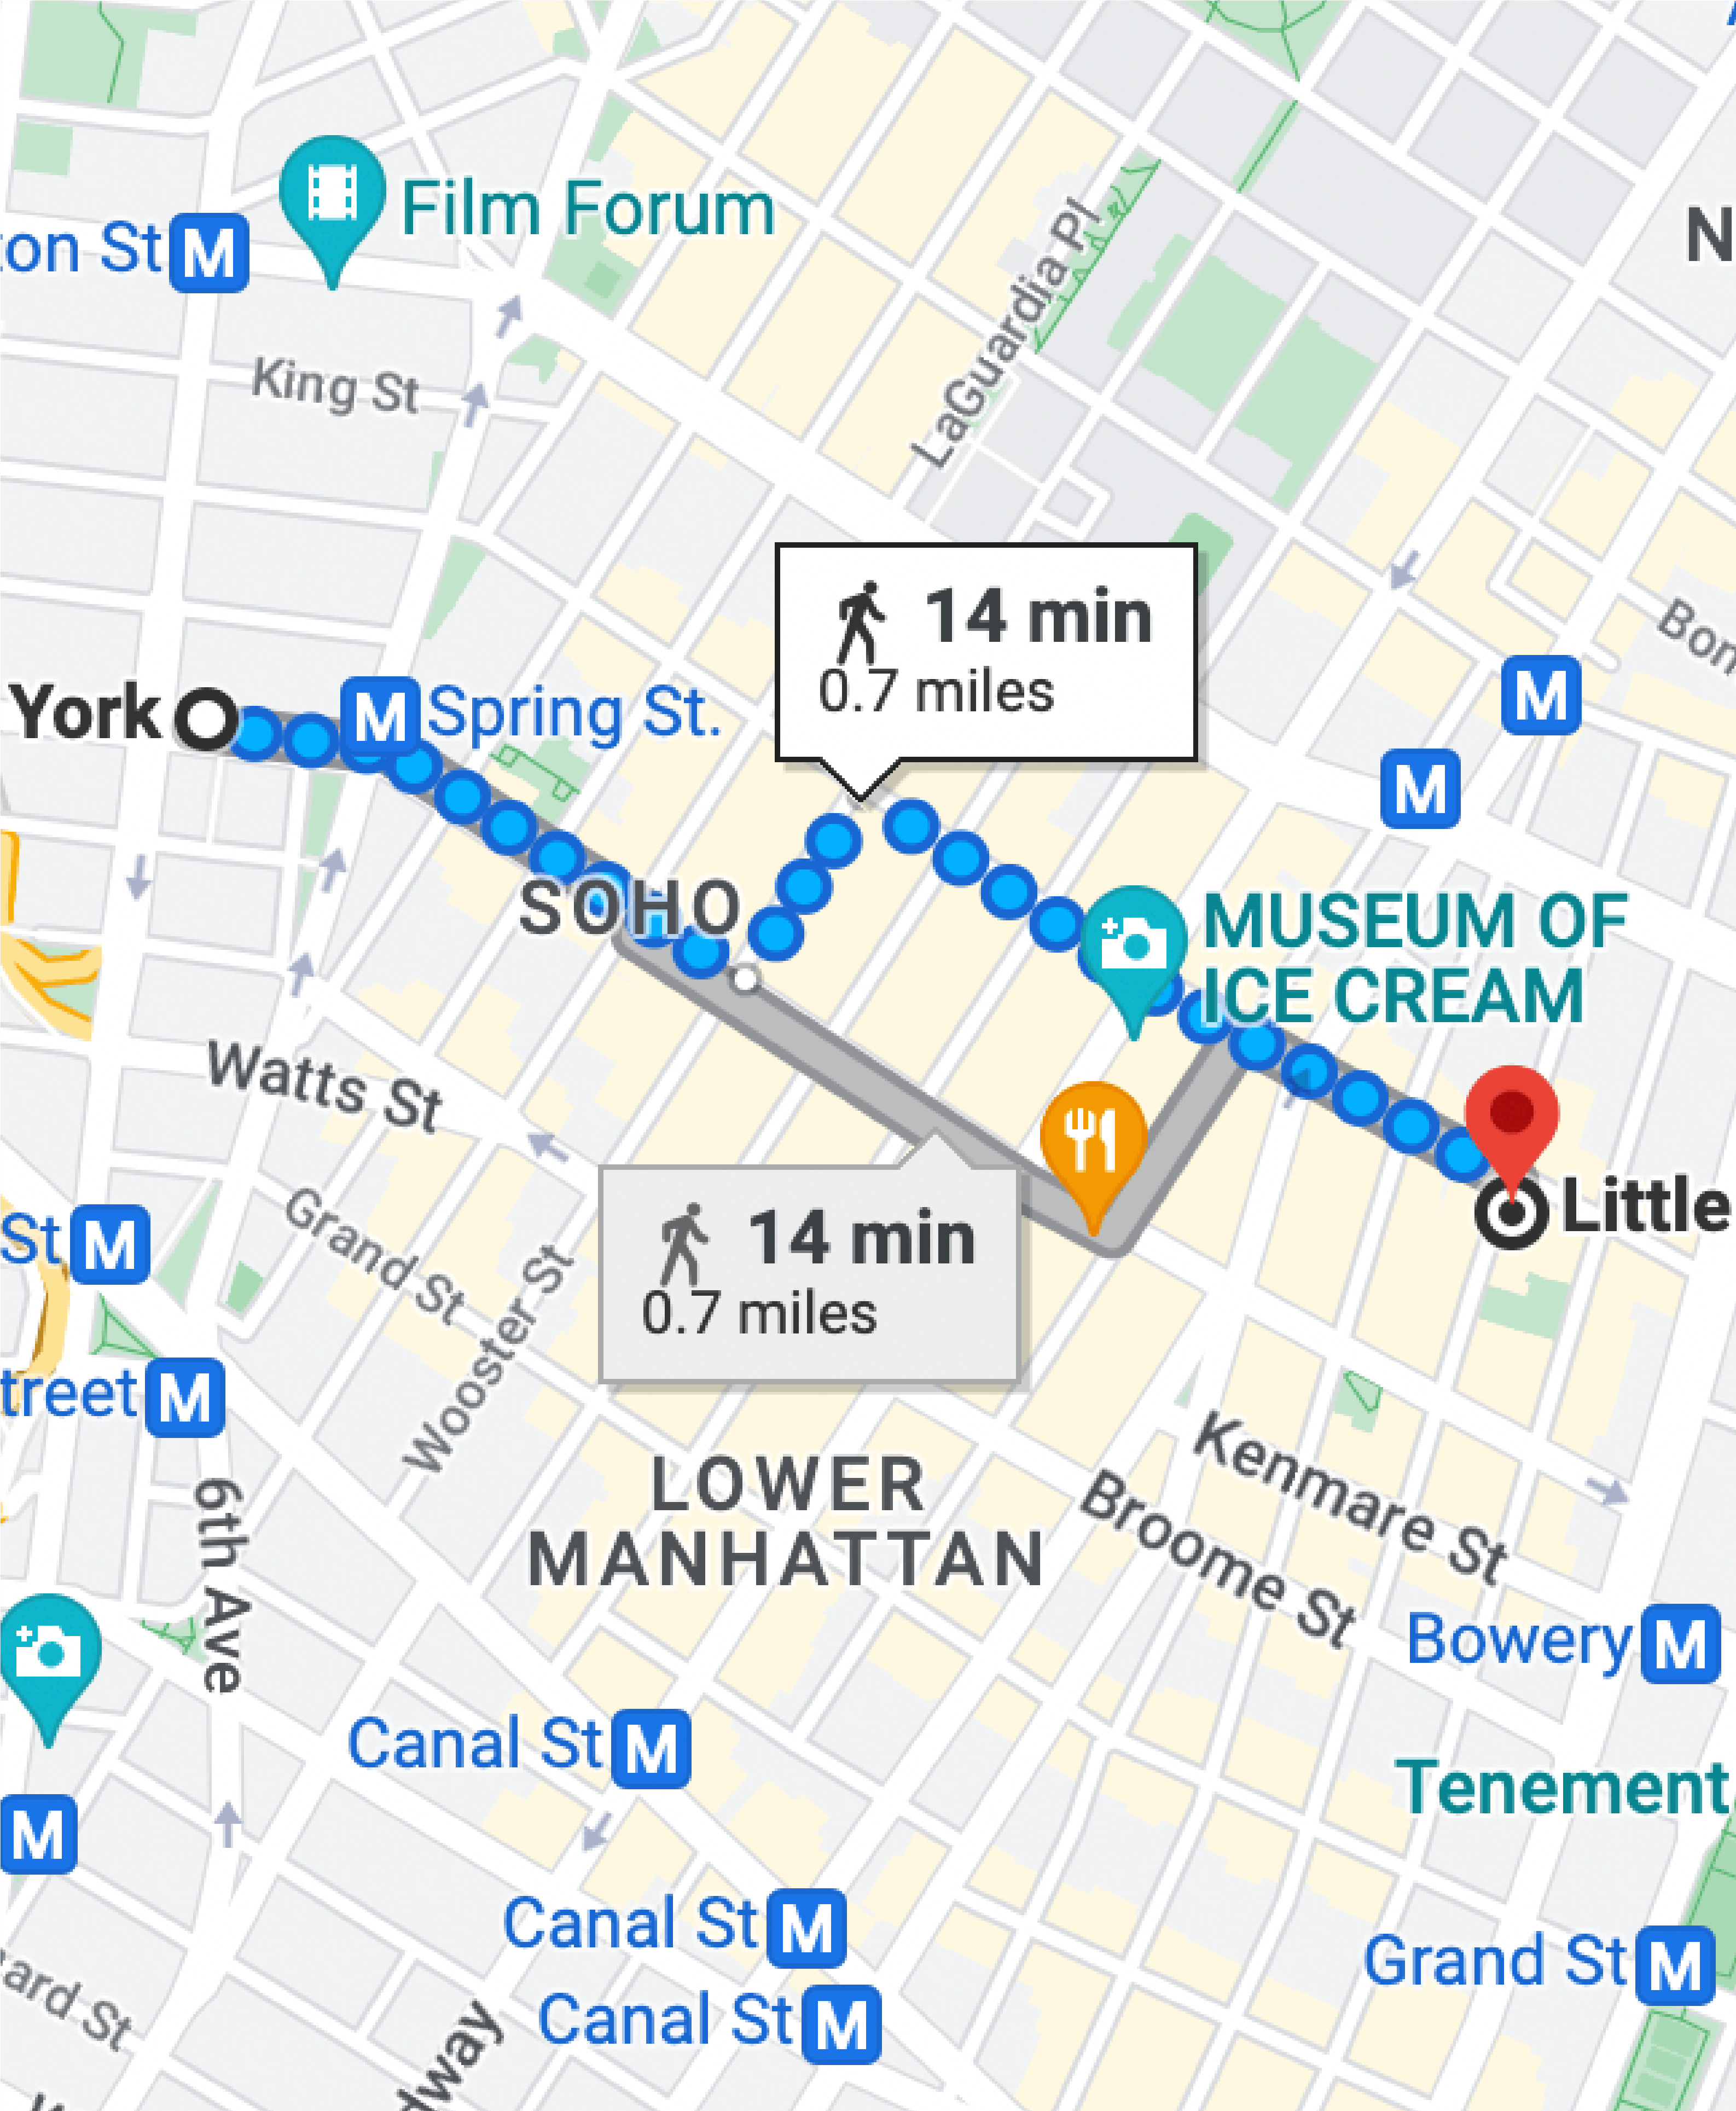 Film Forum
ton St M
N
King St
LaGuardia Pl
14 min
0.7 miles
Bon
York
M Spring St.
M
M
SOHO
MUSEUM OF
ICE CREAM
Watts St
Little
Grand St
14 min
0.7 miles
St M
Wooster St
treet M
LOWER
MANHATTAN
Kenmare St
Broome St
6th Ave
Bowery M
Canal St M
Tenement
M
Canal St M
Grand St M
Canal St M
ard St
dway